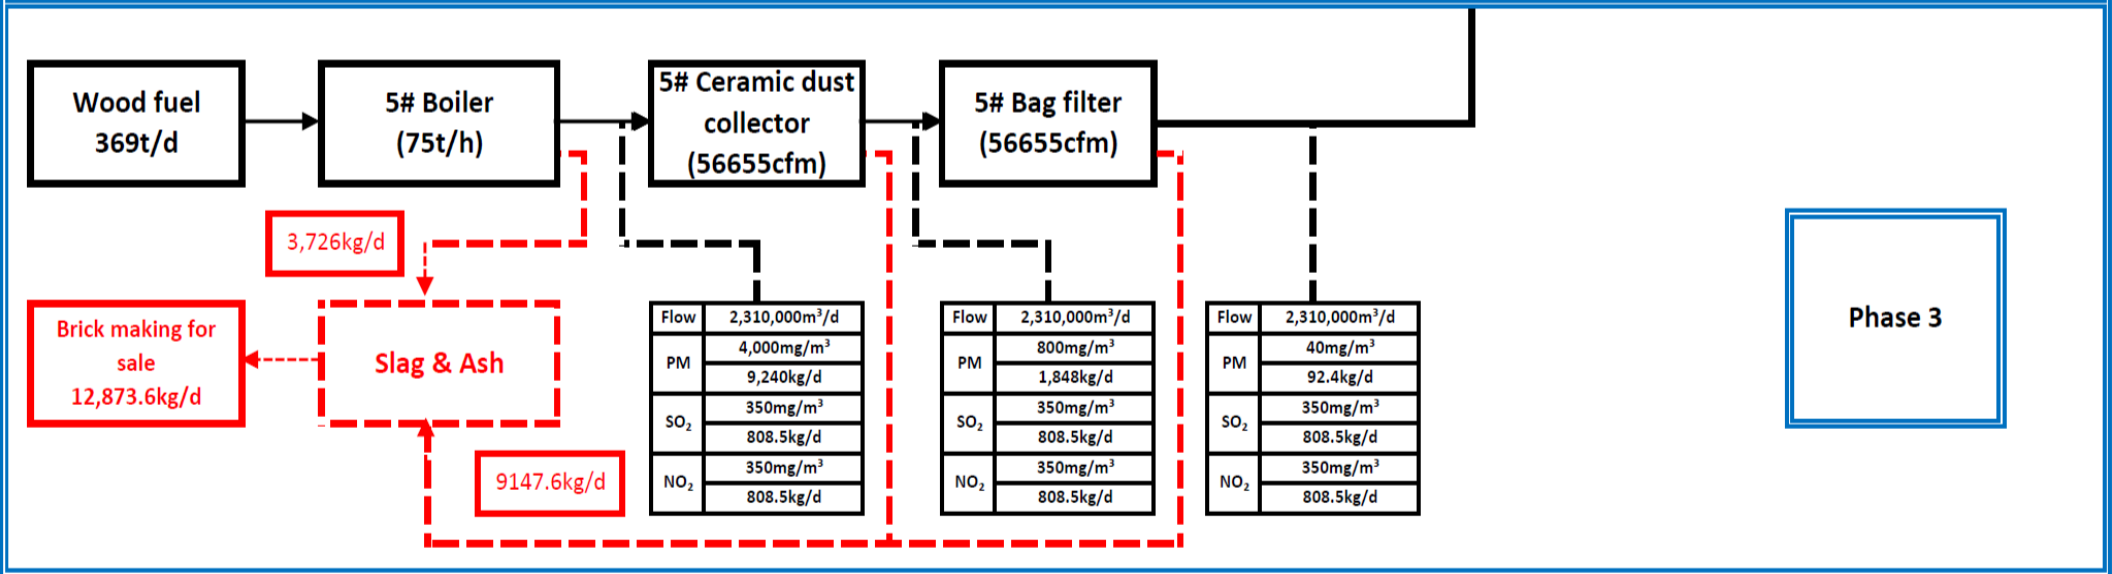 Wood fuel
369t/d
5# Boiler
(75t/h)
5# Ceramic dust
collector
(56655cfm)
5# Bag filter
(56655cfm)
3,726kg/d
Brick making for
sale
12,873.6kg/d
Slag & Ash
9147.6kg/d
Flow 2,310,000m³/d
PM 4,000mg/m³
9,240kg/d
SO₂ 350mg/m³
808.5kg/d
NO₂ 350mg/m³
808.5kg/d
Flow 2,310,000m³/d
PM 800mg/m³
1,848kg/d
SO₂ 350mg/m³
808.5kg/d
NO₂ 350mg/m³
808.5kg/d
Flow 2,310,000m³/d
PM 40mg/m³
92.4kg/d
SO₂ 350mg/m³
808.5kg/d
NO₂ 350mg/m³
808.5kg/d
Phase 3